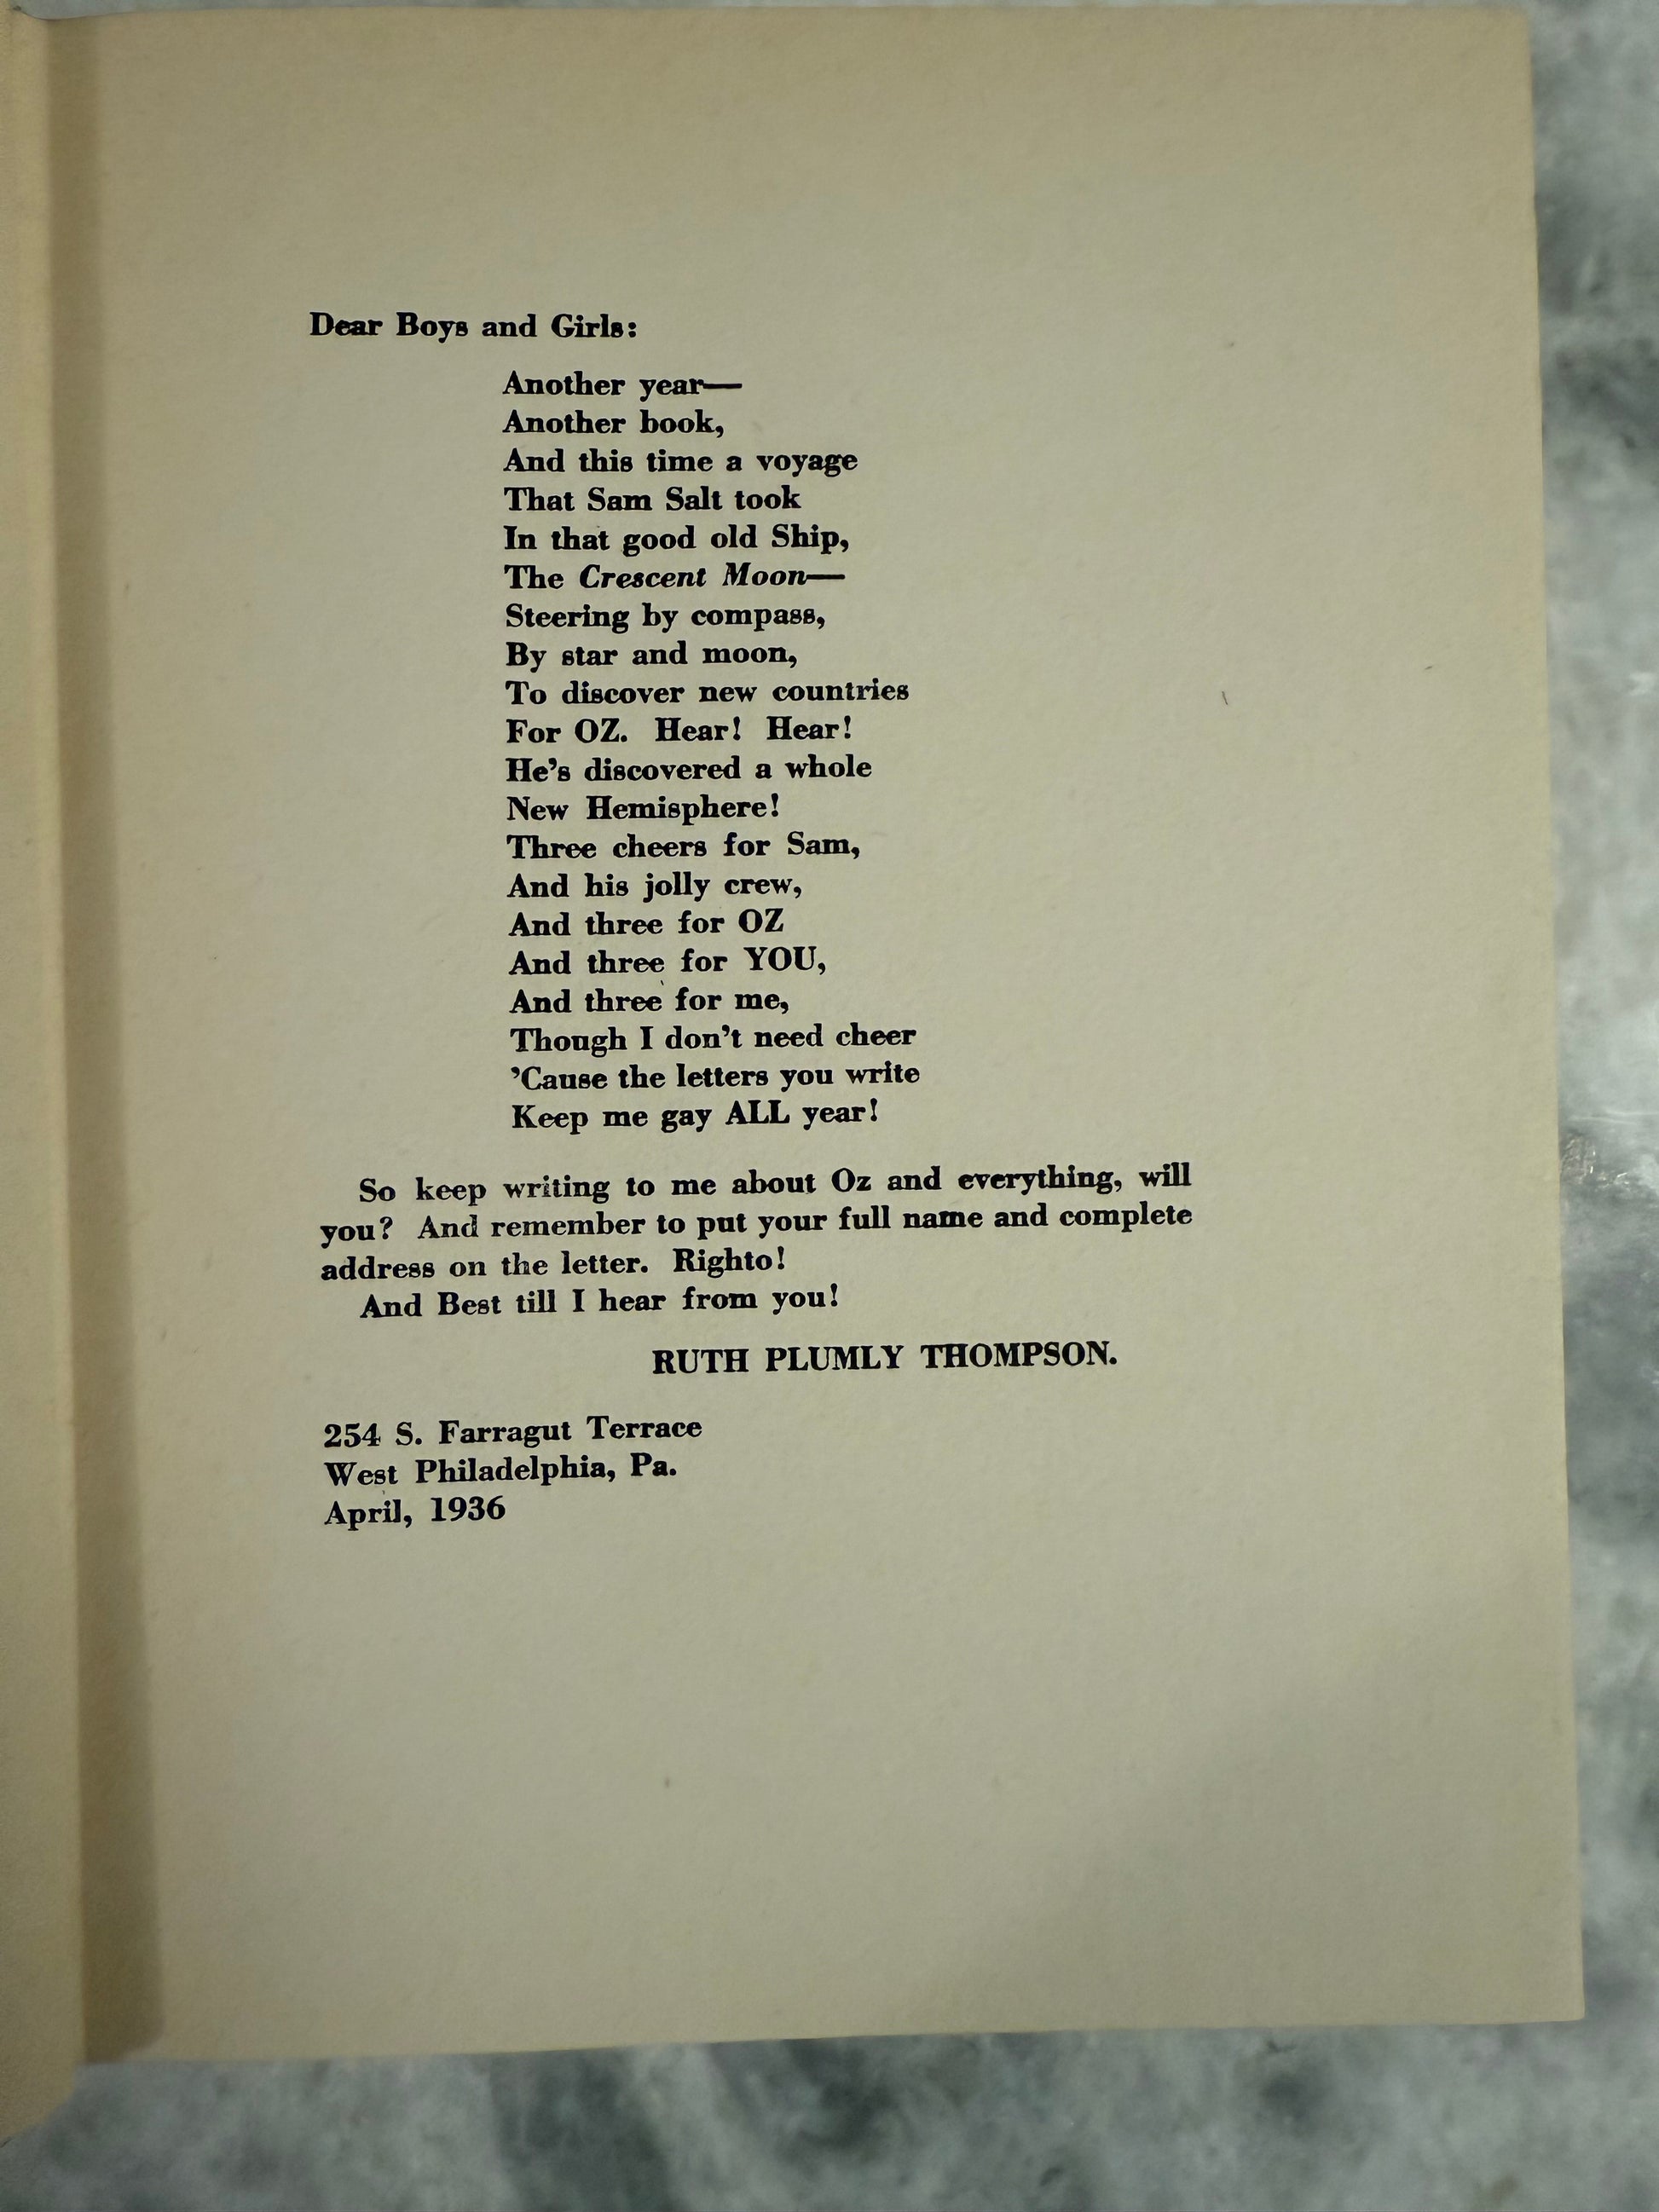 Dear Boys and Girls:
Another year—
Another book,
And this time a voyage
That Sam Salt took
In that good old Ship,
The Crescent Moon—
Steering by compass,
By star and moon,
To discover new countries
For OZ. Hear! Hear!
He's discovered a whole
New Hemisphere!
Three cheers for Sam,
And his jolly crew,
And three for OZ
And three for YOU,
And three for me,
Though I don't need cheer
'Cause the letters you write
Keep me gay ALL year!
So keep writing to me about Oz and everything, will
you? And remember to put your full name and complete
address on the letter. Righto!
And Best till I hear from you!
RUTH PLUMLY THOMPSON.
254 S. Farragut Terrace
West Philadelphia, Pa.
April, 1936